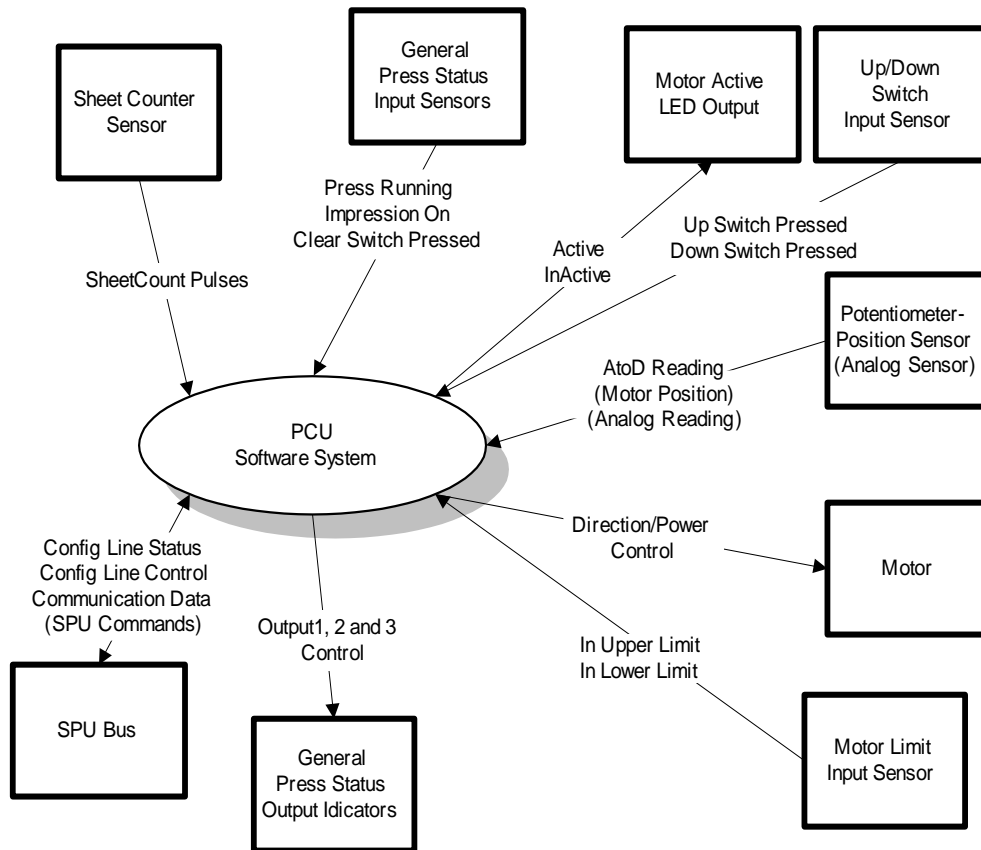 Sheet Counter
Sensor
General
Press Status
Input Sensors
Motor Active
LED Output
Up/Down
Switch
Input Sensor
Press Running
Impression On
Clear Switch Pressed
Up Switch Pressed
Down Switch Pressed
Active
InActive
SheetCount Pulses
Potentiometer-
Position Sensor
(Analog Sensor)
AtoD Reading
(Motor Position)
(Analog Reading)
PCU
Software System
Direction/Power
Control
Motor
Config Line Status
Config Line Control
Communication Data
(SPU Commands)
Output1, 2 and 3
Control
In Upper Limit
In Lower Limit
SPU Bus
General
Press Status
Output Idicators
Motor Limit
Input Sensor